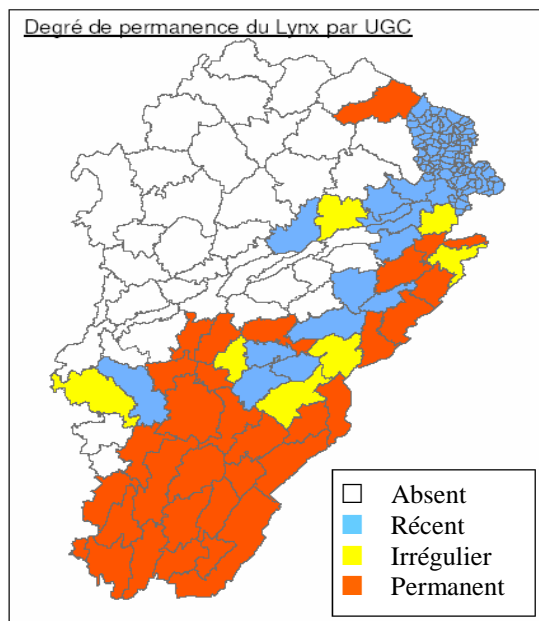 Degré de permanence du Lynx par UGC
Absent
Récent
Irrégulier
Permanent